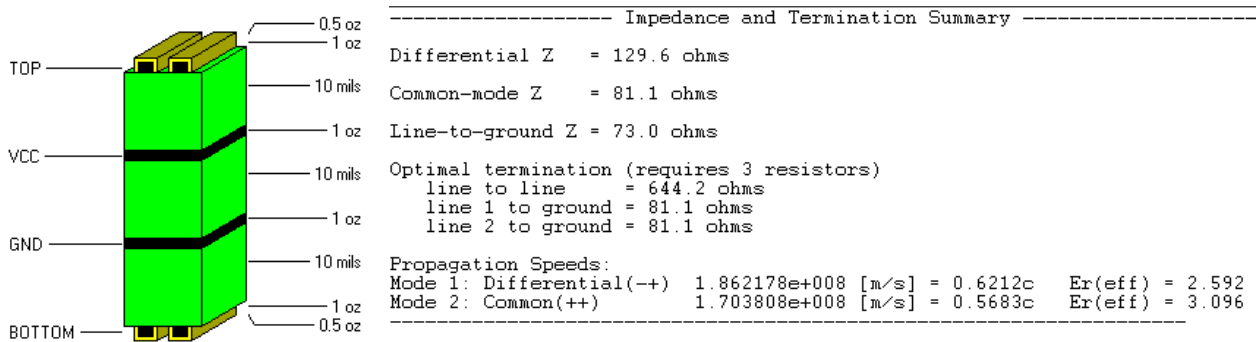 0.5 oz
1 oz
TOP
10 mils
1 oz
VCC
10 mils
1 oz
GND
10 mils
1 oz
0.5 oz
BOTTOM
------------------- Impedance and Termination Summary -------------------
Differential Z = 129.6 ohms
Common-mode Z = 81.1 ohms
Line-to-ground Z = 73.0 ohms
Optimal termination (requires 3 resistors)
line to line = 644.2 ohms
line 1 to ground = 81.1 ohms
line 2 to ground = 81.1 ohms
Propagation Speeds:
Mode 1: Differential(-+) 1.862178e+008 [m/s] = 0.6212c Er(eff) = 2.592
Mode 2: Common(++) 1.703808e+008 [m/s] = 0.5683c Er(eff) = 3.096